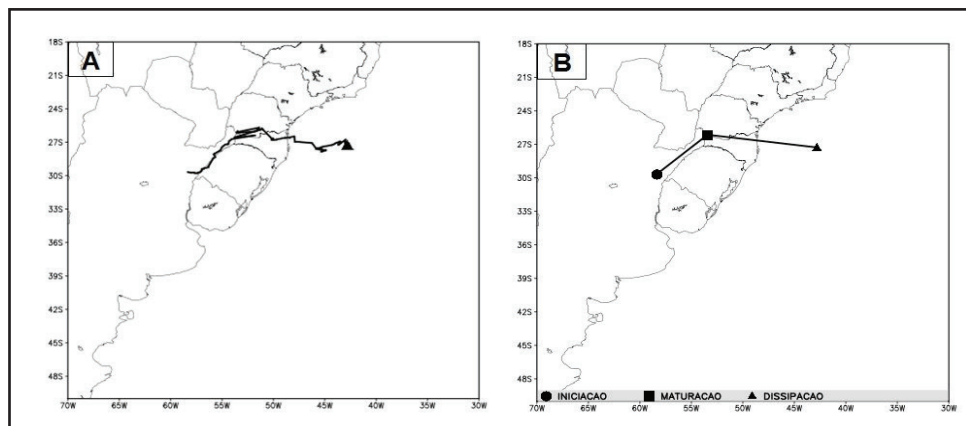 A
18S
21S
24S
27S
30S
33S
36S
39S
42S
45S
48S
70W 65W 60W 55W 50W 45W 40W 35W 30W
B
18S
21S
24S
27S
30S
33S
36S
39S
42S
45S
48S
INICIACAO MATURACAO DISSIPACAO
70W 65W 60W 55W 50W 45W 40W 35W 30W